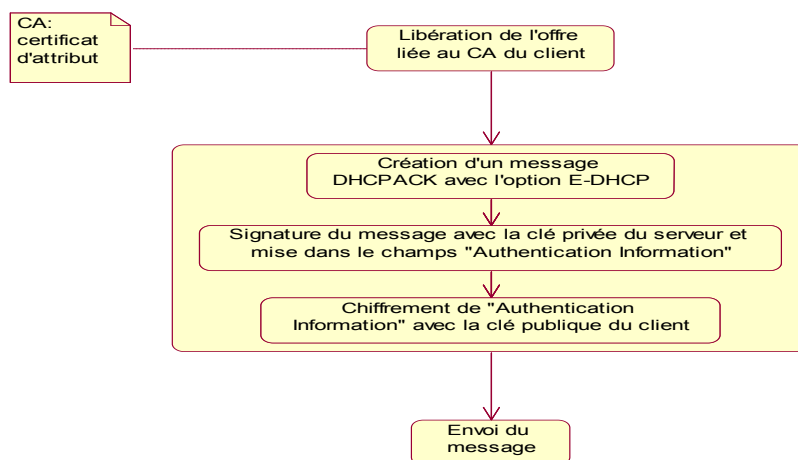 CA:
certificat
d'attribut
Libération de l'offre
liée au CA du client
Création d'un message
DHCPACK avec l'option E-DHCP
Signature du message avec la clé privée du serveur et
mise dans le champs "Authentication Information"
Chiffrement de "Authentication
Information" avec la clé publique du client
Envoi du
message